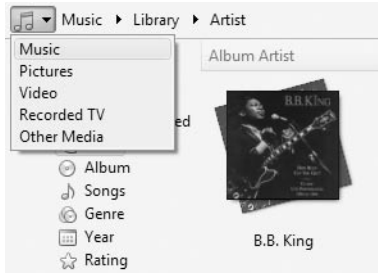 Music ▸ Library ▸ Artist
Music
Pictures
Video
Recorded TV
Other Media
ed
Album
Songs
Genre
Year
Rating
Album Artist
B.B. KING
B.B. King